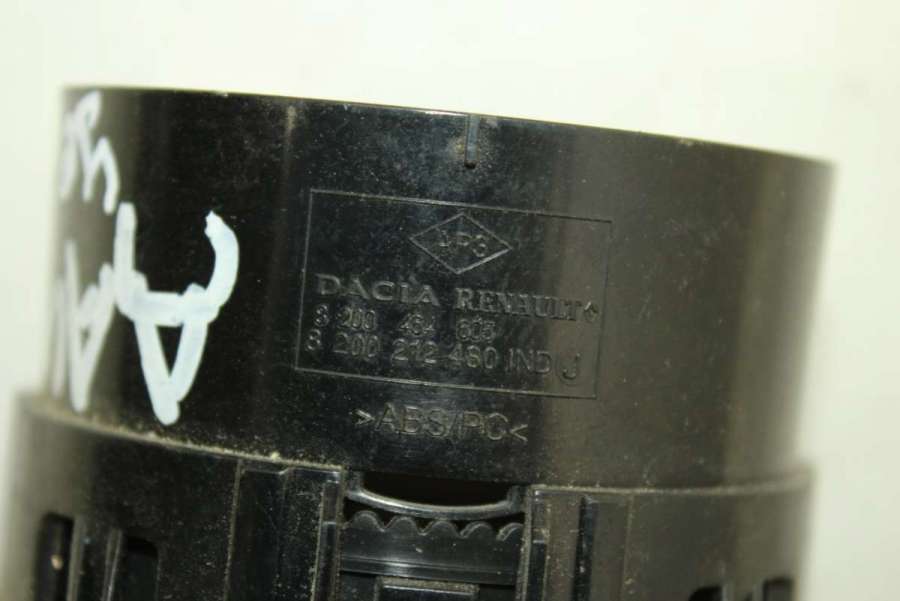 AP3
DACIA RENAULT
8 200 484 603
8 200 212 480 IND J
>ABS/PC<